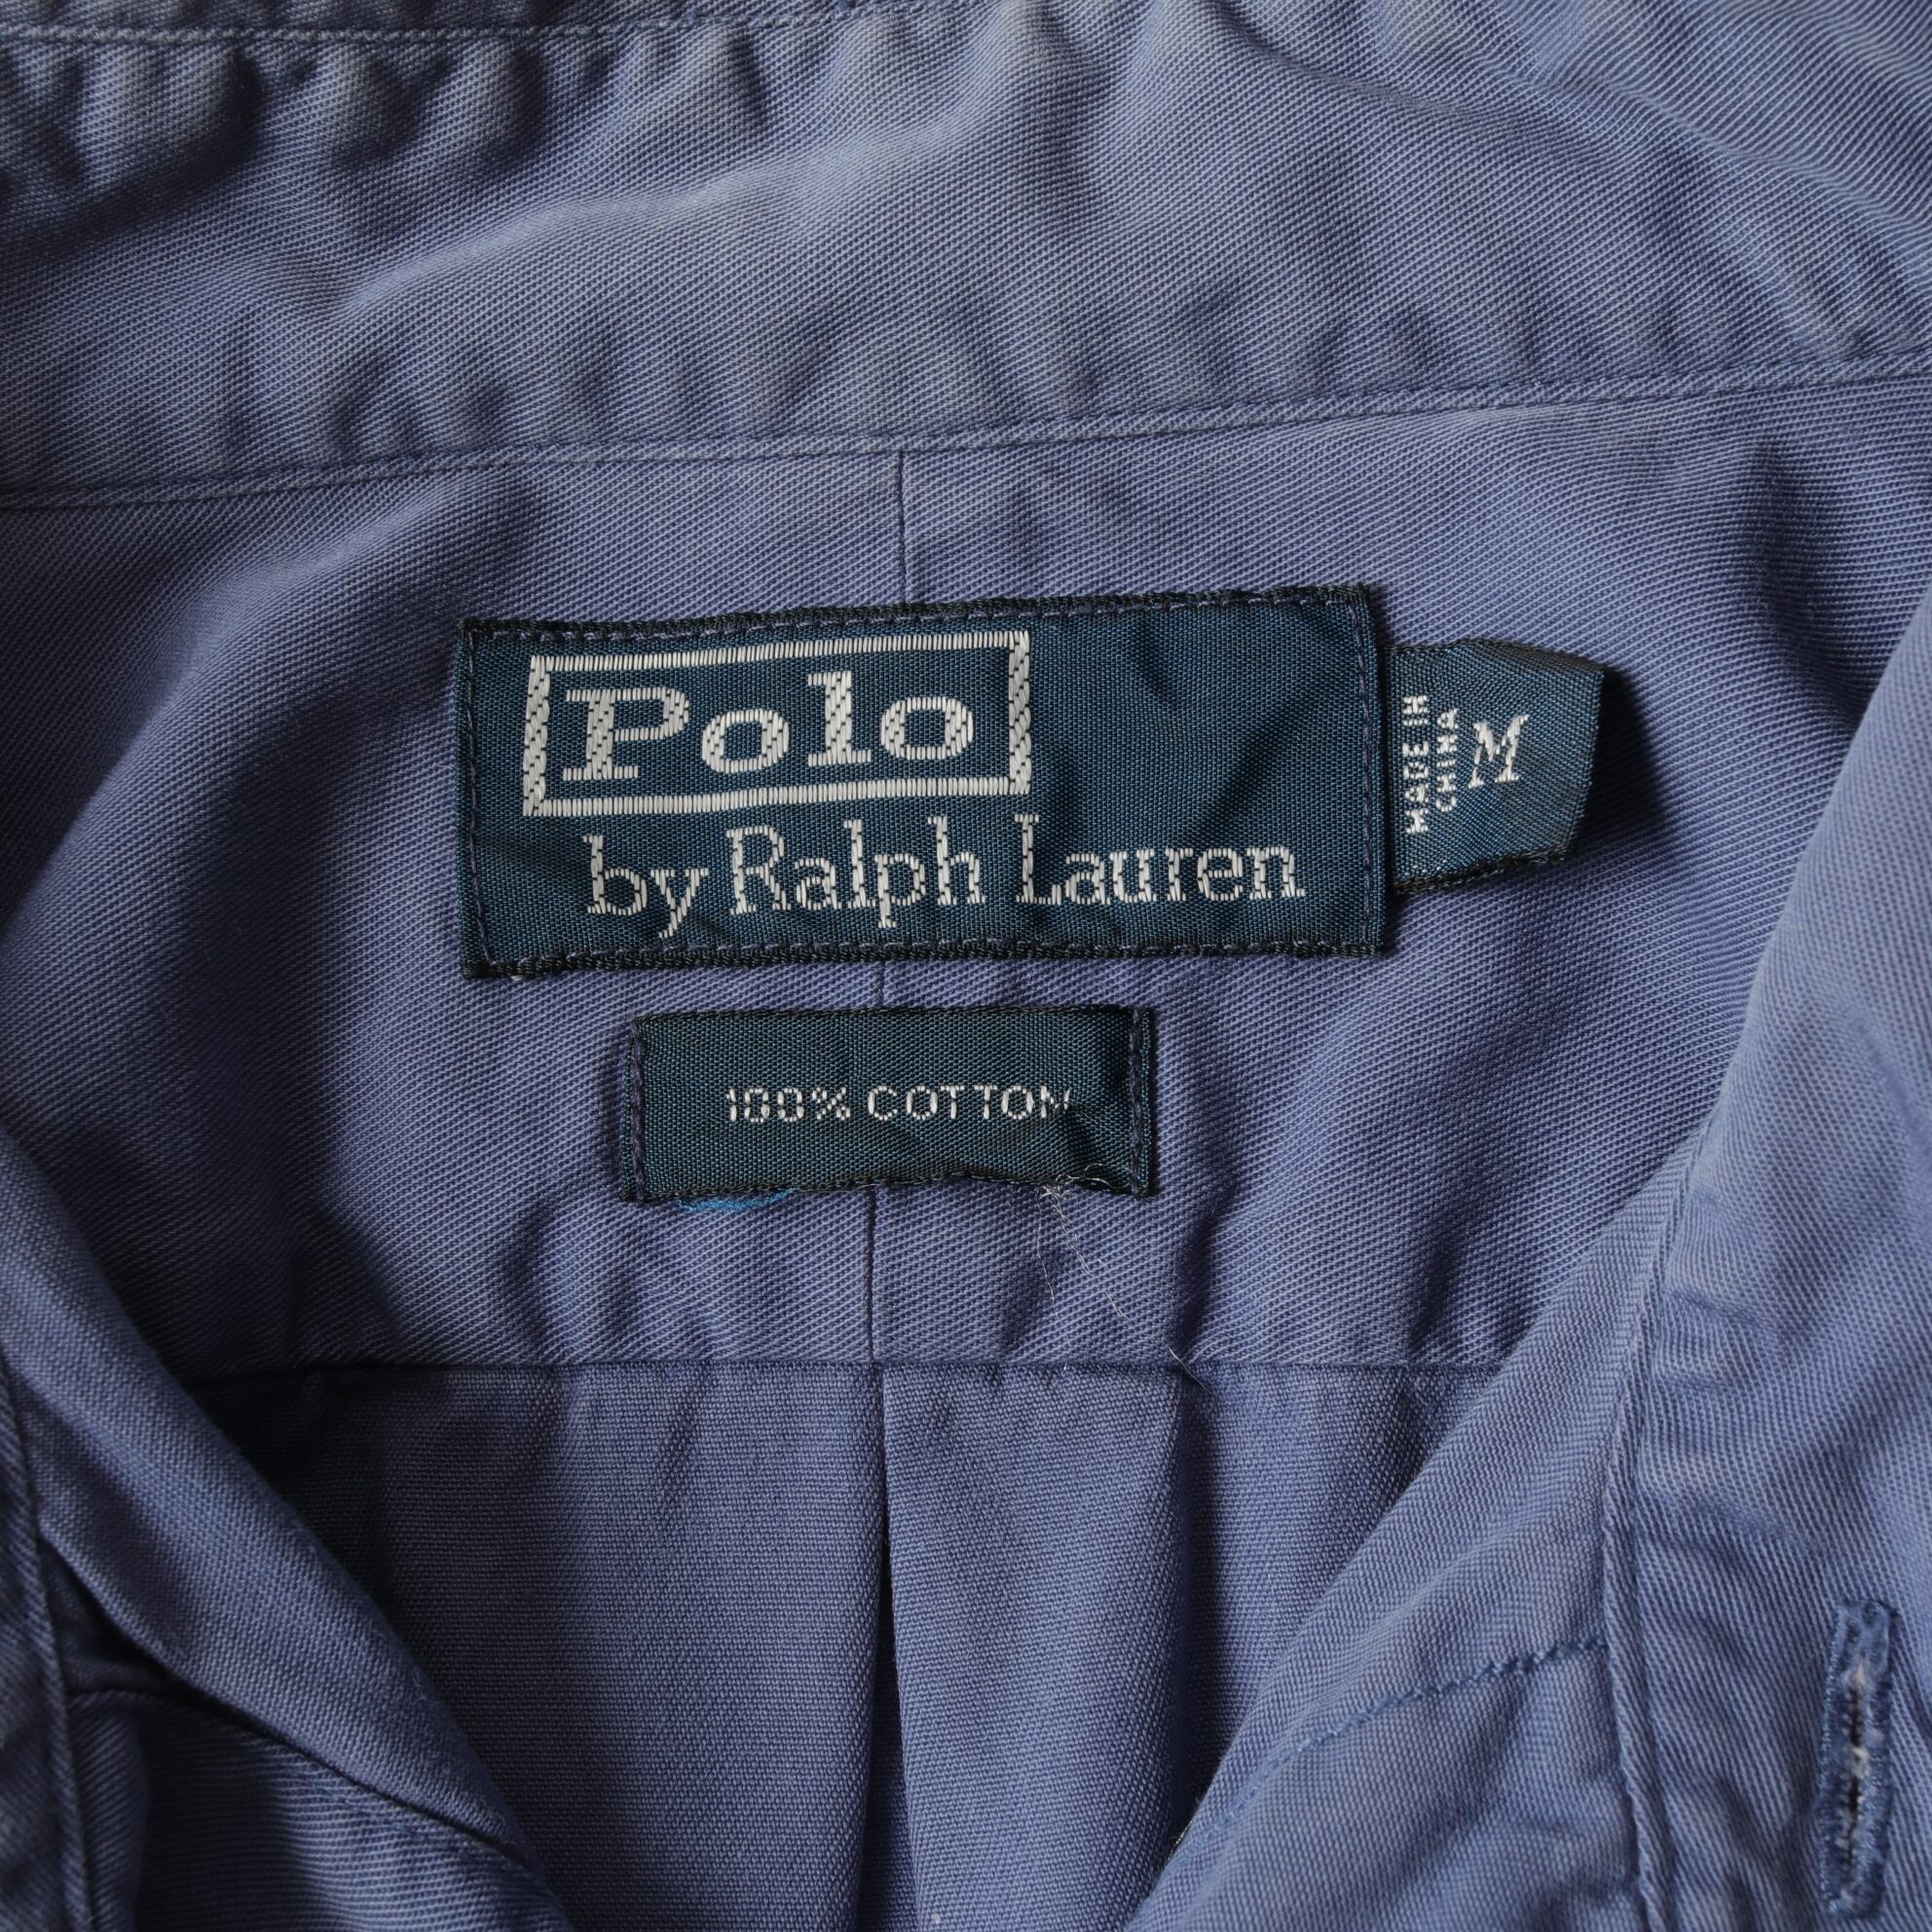 Polo
by Ralph Lauren
MADE IN
CHINA
M
100% COTTON